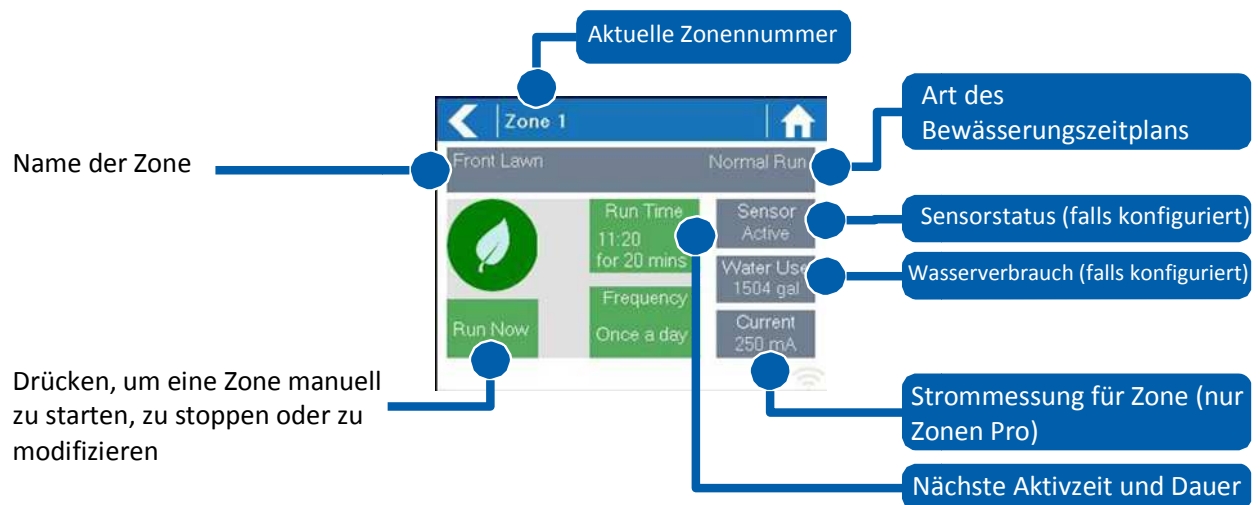 Aktuelle Zonennummer
Zone 1
Art des
Bewässerungszeitplans
Name der Zone
Front Lawn
Normal Run
Run Time
11:20
for 20 mins
Sensor
Active
Sensorstatus (falls konfiguriert)
Water Use
1504 gal
Wasserverbrauch (falls konfiguriert)
Run Now
Frequency
Once a day
Current
250 mA
Drücken, um eine Zone manuell
zu starten, zu stoppen oder zu
modifizieren
Strommessung für Zone (nur
Zonen Pro)
Nächste Aktivzeit und Dauer